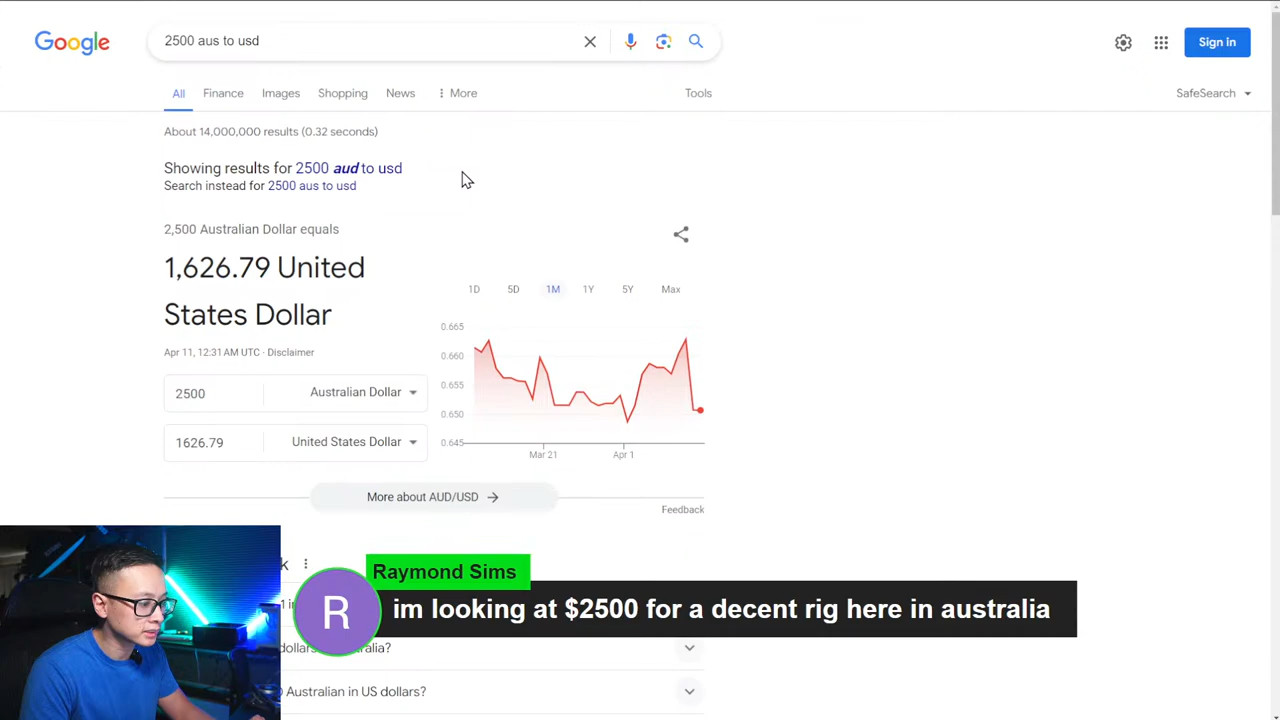 Google
2500 aus to usd
Sign in
All
Finance
Images
Shopping
News
More
Tools
SafeSearch
About 14,000,000 results (0.32 seconds)
Showing results for 2500 aud to usd
Search instead for 2500 aus to usd
2,500 Australian Dollar equals
1,626.79 United
States Dollar
Apr 11, 12:31 AM UTC · Disclaimer
2500
Australian Dollar
1626.79
United States Dollar
1D
5D
1M
1Y
5Y
Max
0.665
0.660
0.655
0.650
0.645
Mar 21
Apr 1
More about AUD/USD
Feedback
Raymond Sims
R
im looking at $2500 for a decent rig here in australia
Australian in US dollars?